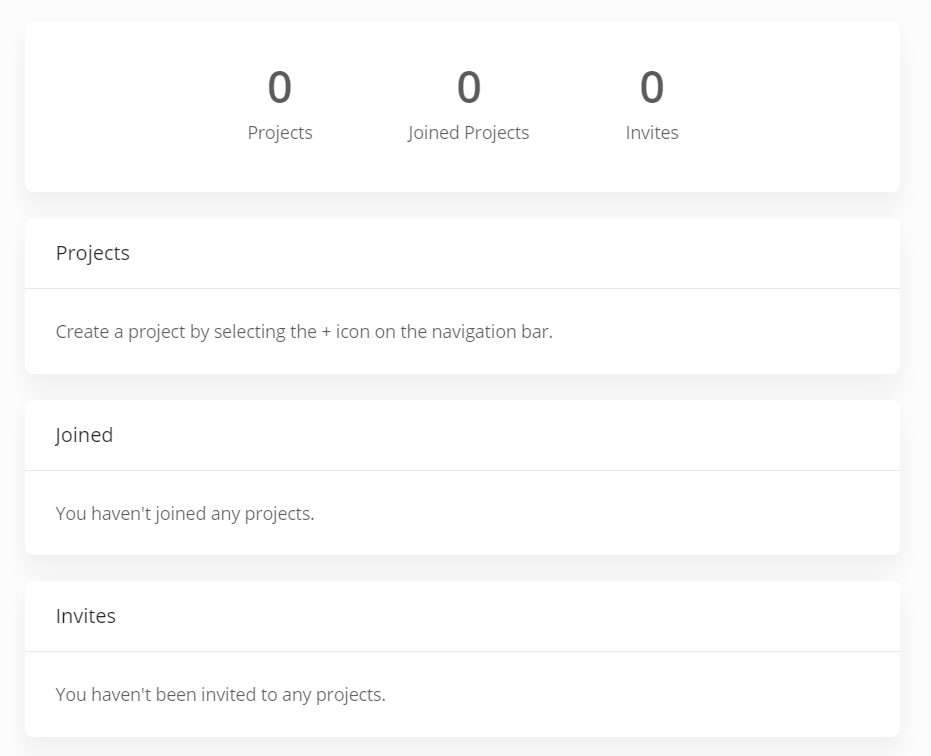 0 0 0
Projects Joined Projects Invites
Projects
Create a project by selecting the + icon on the navigation bar.
Joined
You haven't joined any projects.
Invites
You haven't been invited to any projects.